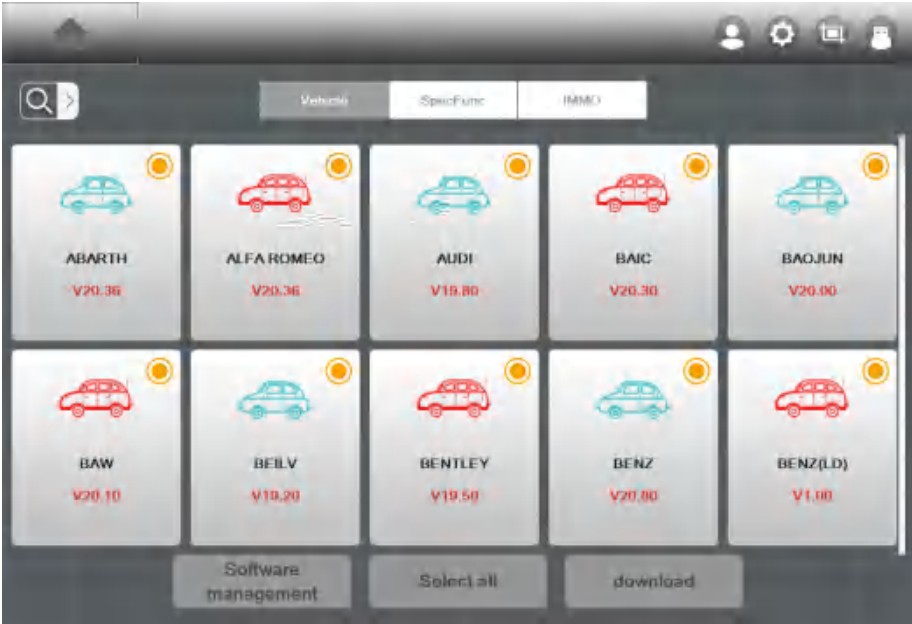 Vehicle
SpecFunc
IMMO
ABARTH
V20.36
ALFA ROMEO
V20.36
AUDI
V19.80
BAIC
V20.30
BAOJUN
V20.00
BAW
V20.10
BEILV
V19.20
BENTLEY
V19.50
BENZ
V20.80
BENZ(LD)
V1.00
Software
management
Select all
download